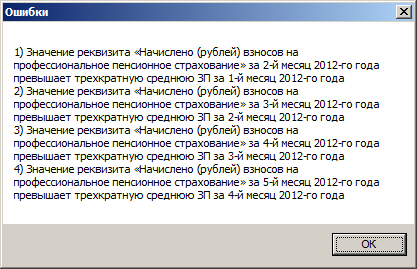 Ошибки
1) Значение реквизита «Начислено (рублей) взносов на
профессиональное пенсионное страхование» за 2-й месяц 2012-го года
превышает трехкратную среднюю ЗП за 1-й месяц 2012-го года
2) Значение реквизита «Начислено (рублей) взносов на
профессиональное пенсионное страхование» за 3-й месяц 2012-го года
превышает трехкратную среднюю ЗП за 2-й месяц 2012-го года
3) Значение реквизита «Начислено (рублей) взносов на
профессиональное пенсионное страхование» за 4-й месяц 2012-го года
превышает трехкратную среднюю ЗП за 3-й месяц 2012-го года
4) Значение реквизита «Начислено (рублей) взносов на
профессиональное пенсионное страхование» за 5-й месяц 2012-го года
превышает трехкратную среднюю ЗП за 4-й месяц 2012-го года
OK